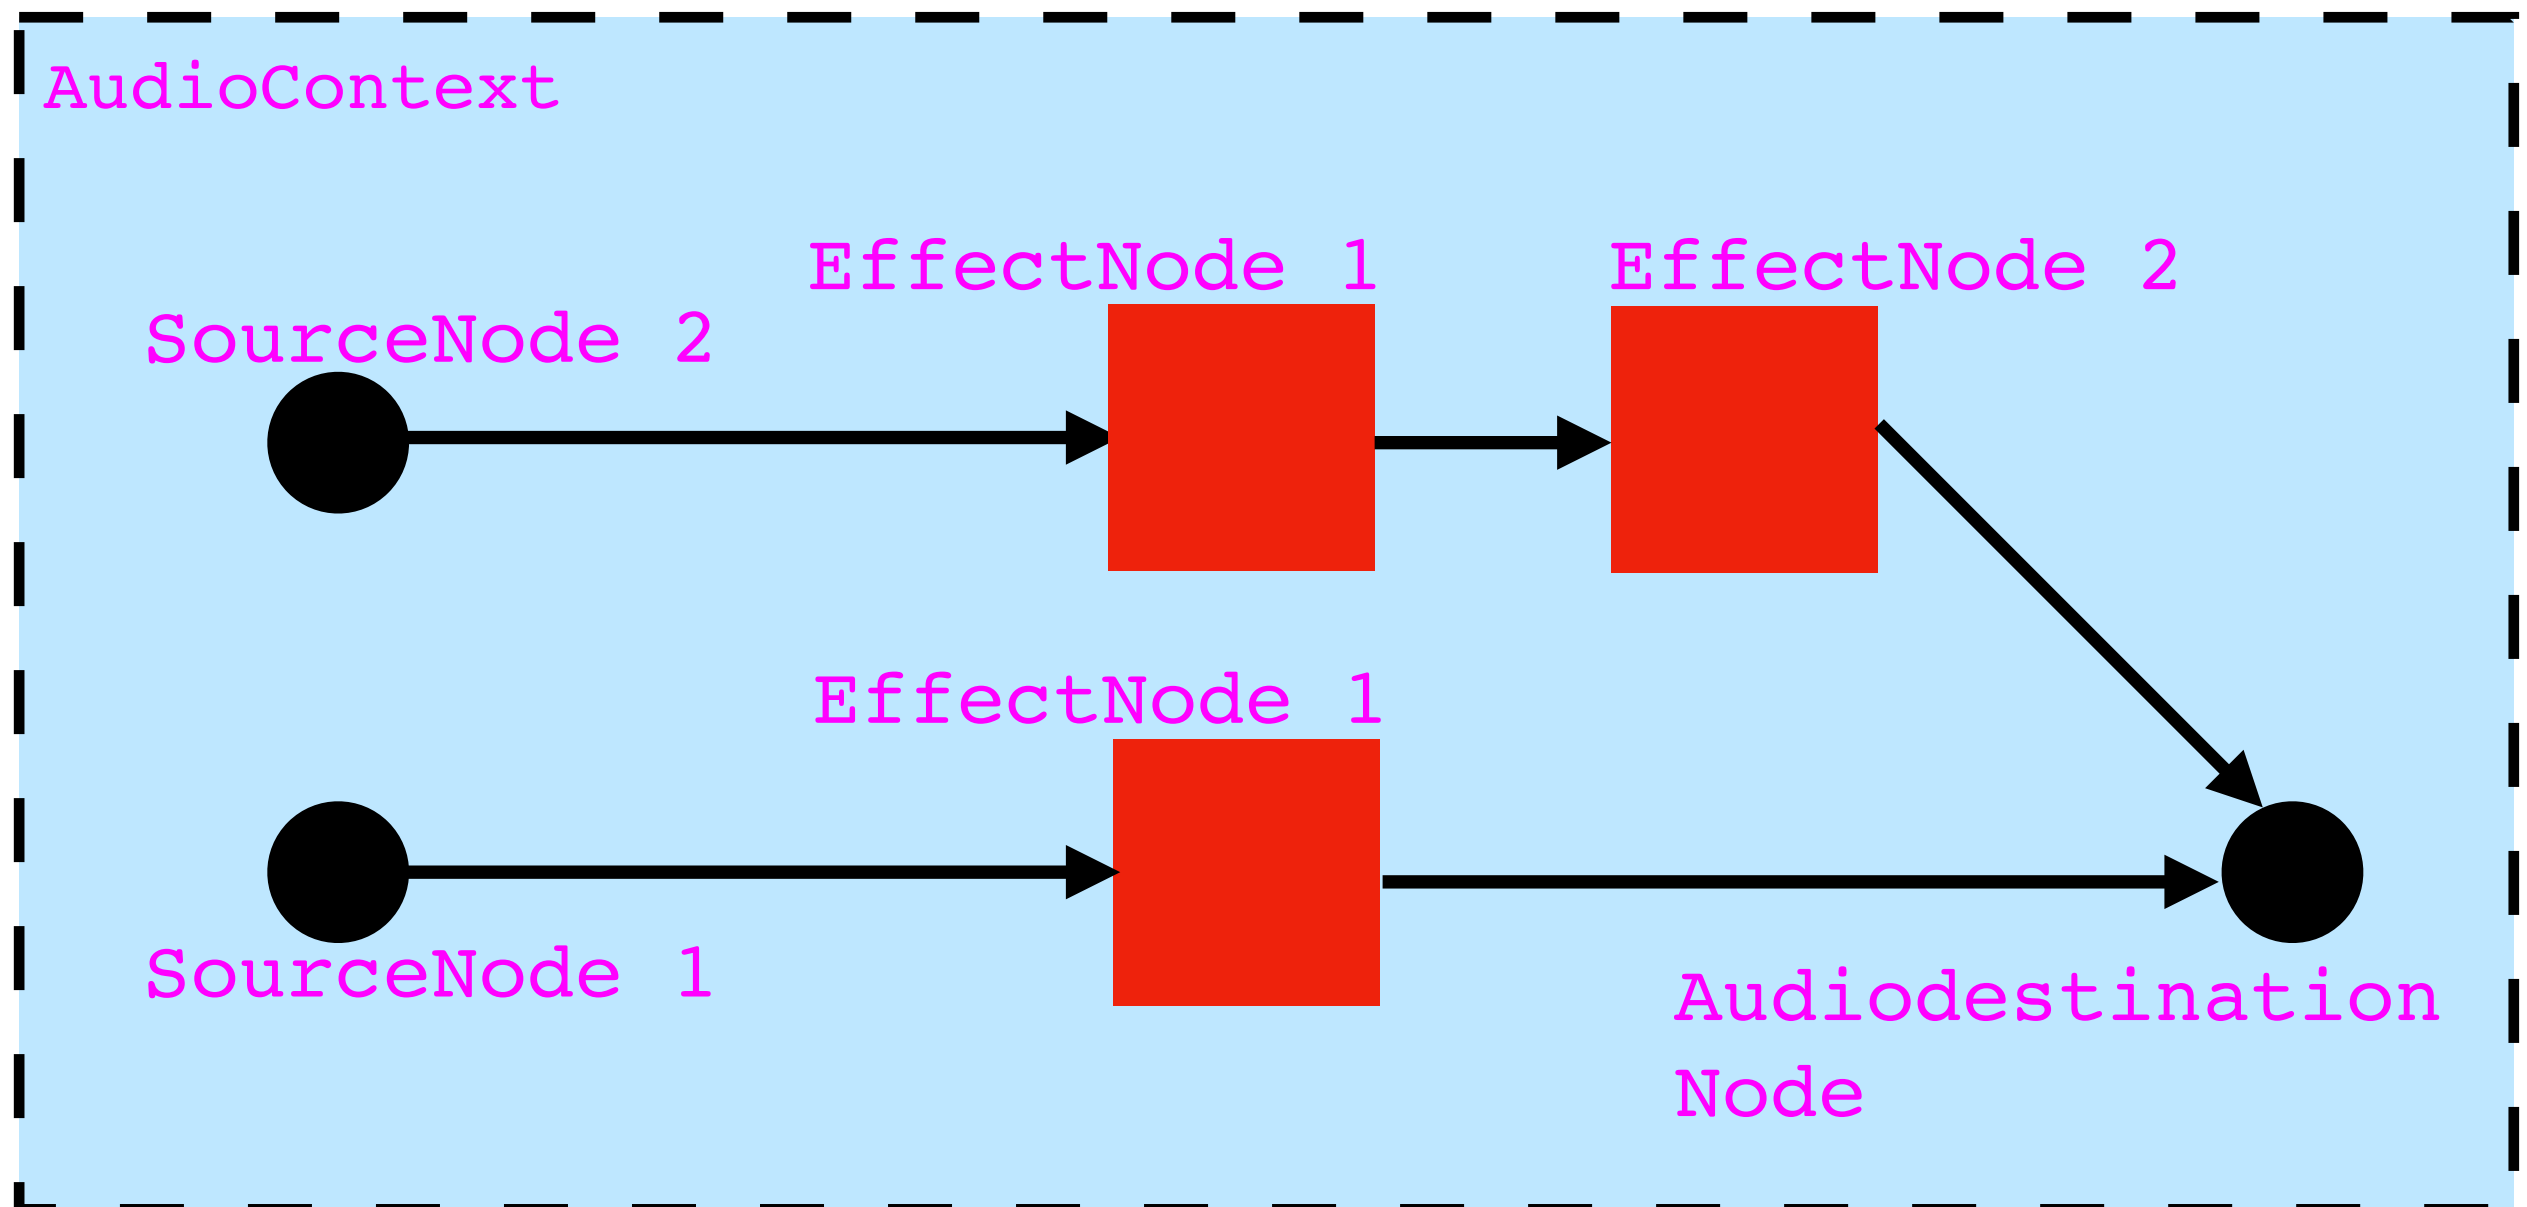 AudioContext
EffectNode 1
EffectNode 2
SourceNode 2
EffectNode 1
SourceNode 1
Audiodestination
Node